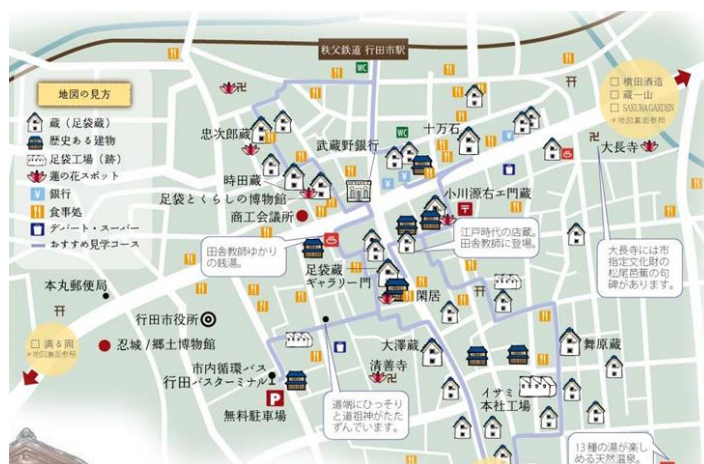 秩父鉄道 行田市駅
地図の見方
蔵（足袋蔵）
歴史ある建物
足袋工場（跡）
蓮の花スポット
¥ 銀行
食事処
デパート・スーパー
おすすめ見学コース
WC
忠次郎蔵
武蔵野銀行
WC
十万石
□ 横田酒造
□ 蔵一山
□ SAKURA GARDEN
＊地図裏面参照
大長寺
時田蔵
足袋とくらしの博物館
商工会議所
小川源右エ門蔵
〒
田舎教師ゆかり
の銭湯。
江戸時代の店蔵。
田舎教師に登場。
大長寺には市
指定文化財の
松尾芭蕉の句
碑があります。
足袋蔵
ギャラリー門
閑居
本丸郵便局
行田市役所
忍城/郷土博物館
＊地図裏面参照
大澤蔵
舞原蔵
清善寺
市内循環バス
行田バスターミナル
P
無料駐車場
イサミ
本社工場
道端にひっそり
と道祖神がたた
ずんでいます。
13種の湯が楽し
める天然温泉。